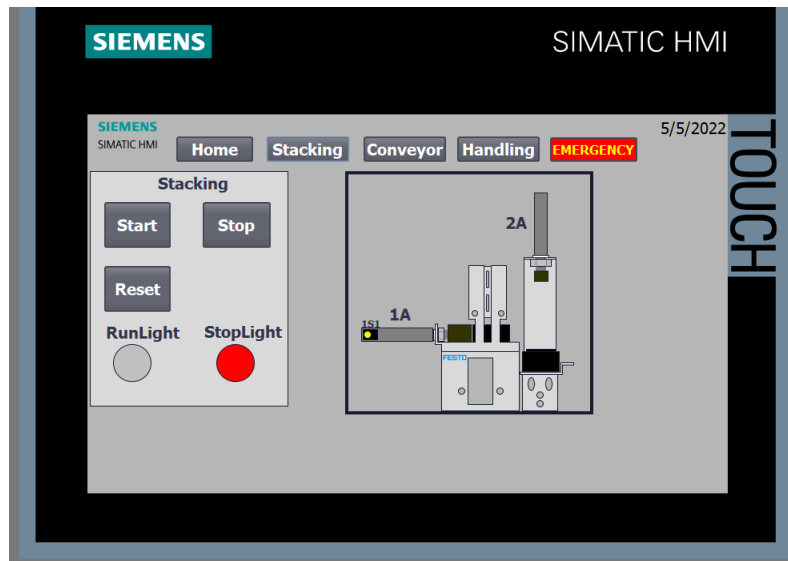 SIEMENS
SIMATIC HMI
TOUCH
SIEMENS
SIMATIC HMI
5/5/2022
Home
Stacking
Conveyor
Handling
EMERGENCY
Stacking
Start
Stop
Reset
RunLight
StopLight
2A
1A
1S1
FESTO